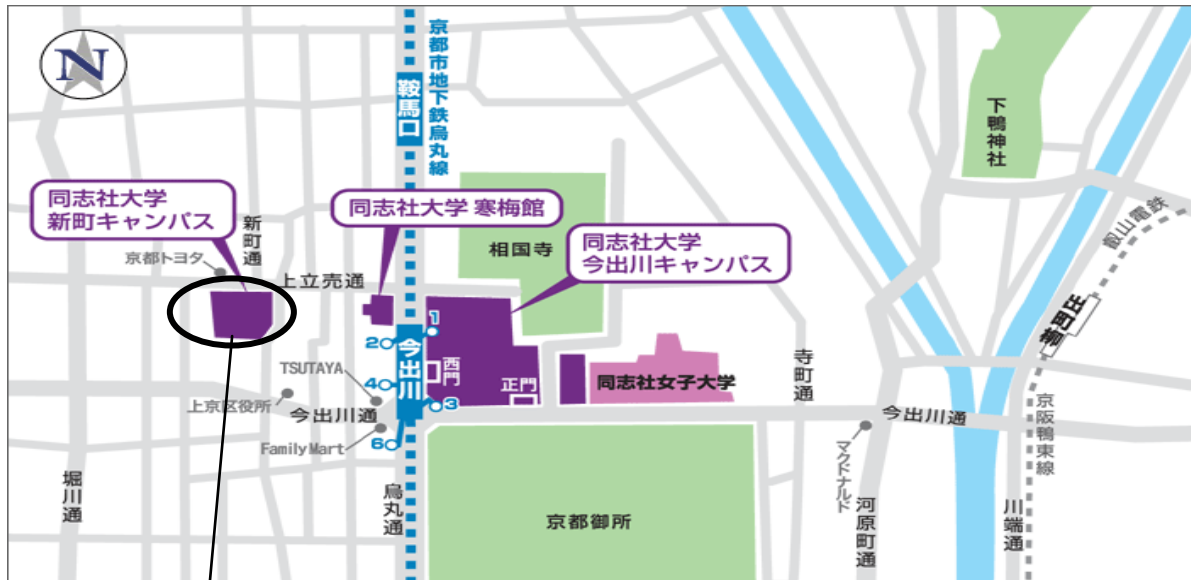 N
京都市地下鉄烏丸線
鞍馬口
下鴨神社
同志社大学
新町キャンパス
新町通
同志社大学 寒梅館
相国寺
同志社大学
今出川キャンパス
叡山電鉄
京都トヨタ
上立売通
1
2
今出川
西門
4
3
正門
同志社女子大学
寺町通
出町柳
TSUTAYA
上京区役所
今出川通
今出川通
FamilyMart
6
マクドナルド
京阪鴨東線
堀川通
烏丸通
京都御所
河原町通
川端通